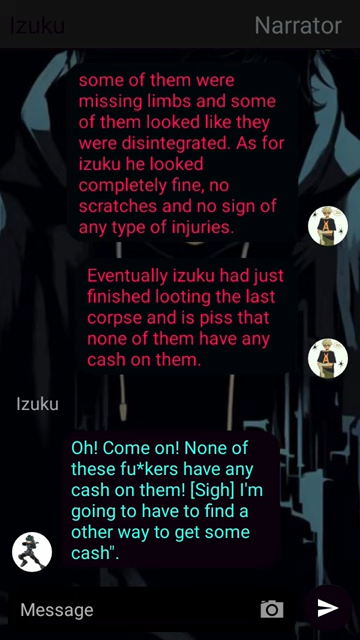 Izuku Narrator
some of them were
missing limbs and some
of them looked like they
were disintegrated. As for
izuku he looked
completely fine, no
scratches and no sign of
any type of injuries.
Eventually izuku had just
finished looting the last
corpse and is piss that
none of them have any
cash on them.
Izuku
Oh! Come on! None of
these fu*kers have any
cash on them! [Sigh] I'm
going to have to find a
other way to get some
cash".
Message